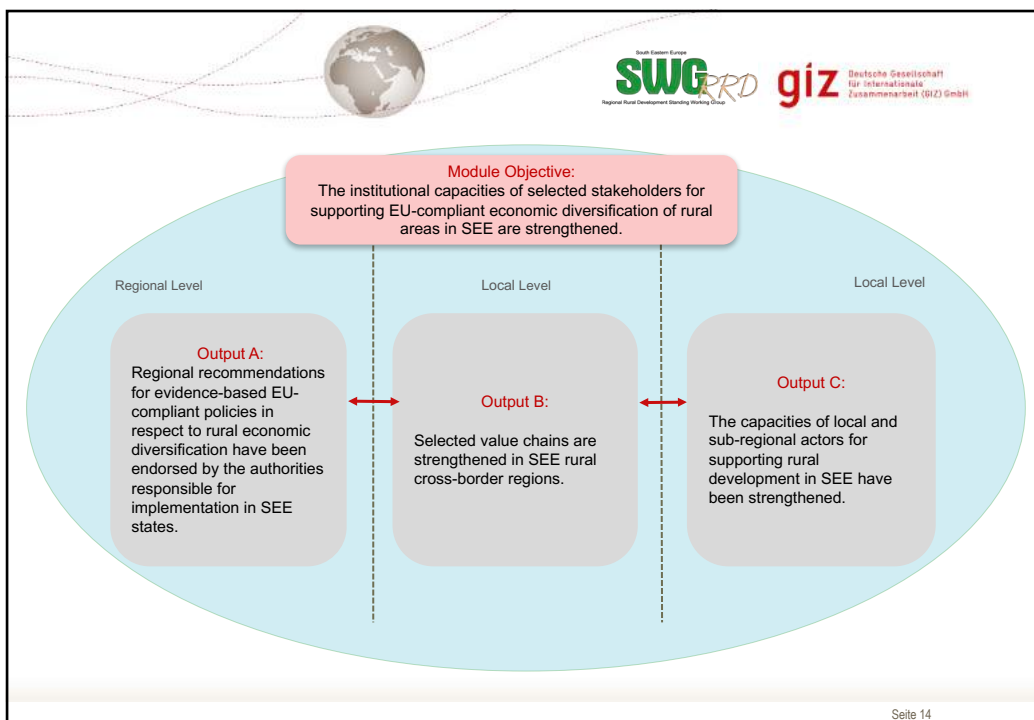 South Eastern Europe
SWG RRD
Regional Rural Development Standing Working Group
giz
Deutsche Gesellschaft
für Internationale
Zusammenarbeit (GIZ) GmbH
Module Objective:
The institutional capacities of selected stakeholders for
supporting EU-compliant economic diversification of rural
areas in SEE are strengthened.
Regional Level
Local Level
Local Level
Output A:
Regional recommendations
for evidence-based EU-
compliant policies in
respect to rural economic
diversification have been
endorsed by the authorities
responsible for
implementation in SEE
states.
Output B:
Selected value chains are
strengthened in SEE rural
cross-border regions.
Output C:
The capacities of local and
sub-regional actors for
supporting rural
development in SEE have
been strengthened.
Seite 14